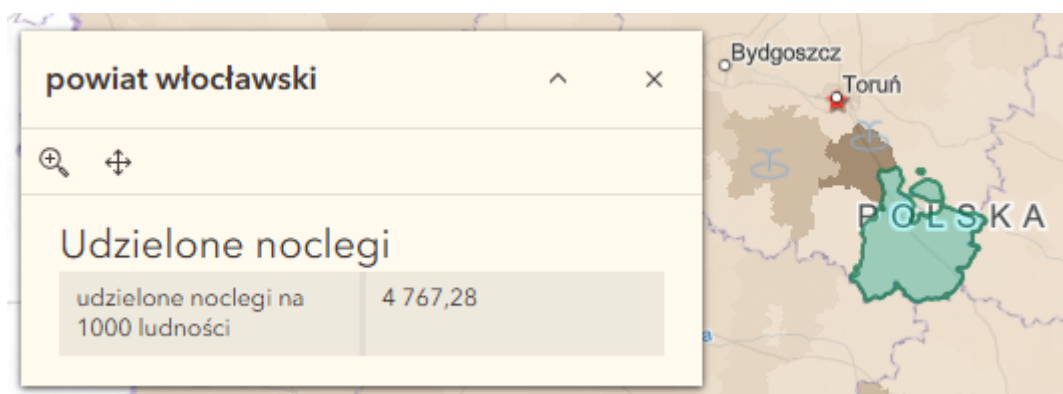 powiat włocławski
Udzielone noclegi
udzielone noclegi na
1000 ludności
4 767,28
Bydgoszcz
Toruń
POLSKA
a